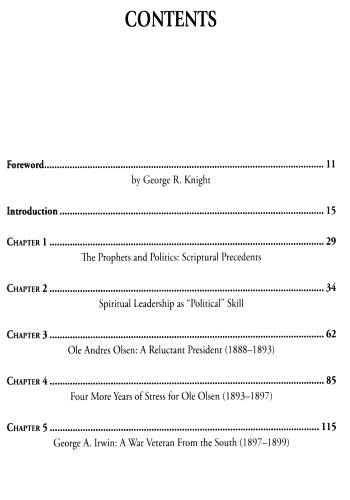 CONTENTS
Foreword 11
by George R. Knight
Introduction 15
CHAPTER 1 29
The Prophets and Politics: Scriptural Precedents
CHAPTER 2 34
Spiritual Leadership as “Political” Skill
CHAPTER 3 62
Ole Andres Olsen: A Reluctant President (1888–1893)
CHAPTER 4 85
Four More Years of Stress for Ole Olsen (1893–1897)
CHAPTER 5 115
George A. Irwin: A War Veteran From the South (1897–1899)